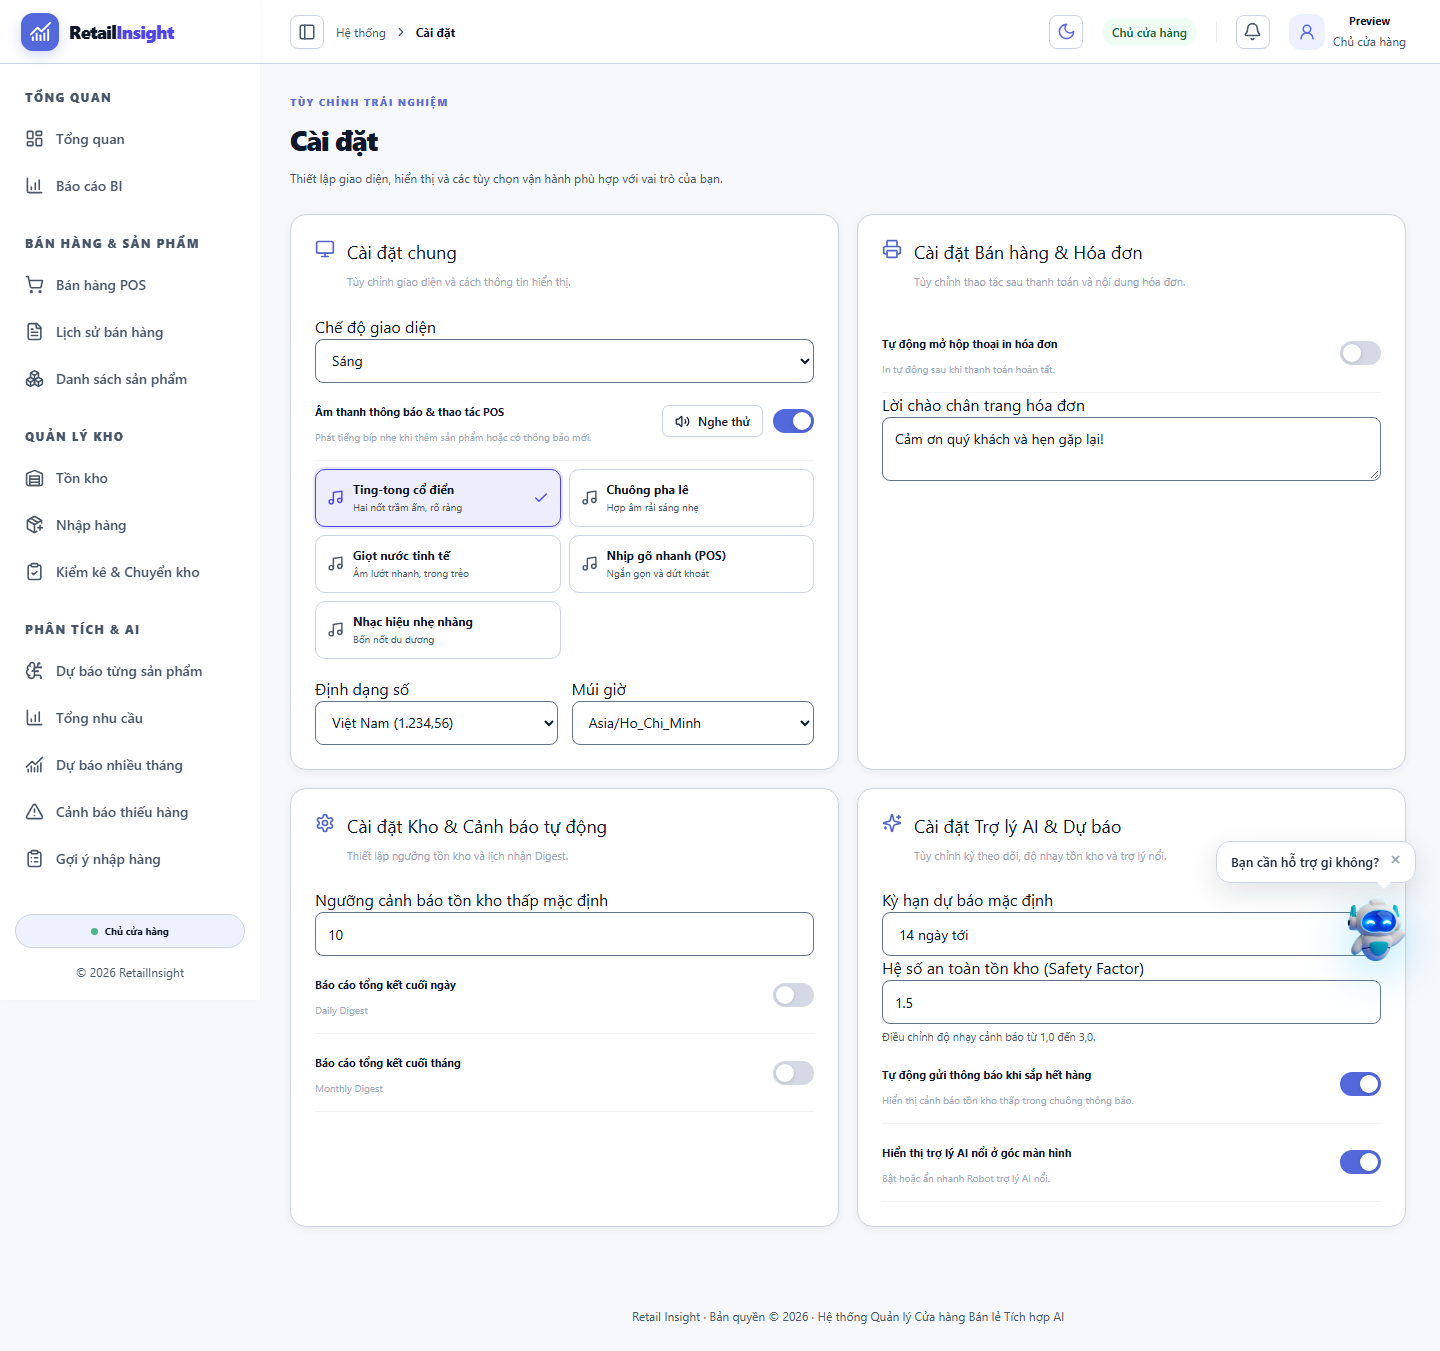 RetailInsight
Hệ thống > Cài đặt
Chủ cửa hàng
Preview
Chủ cửa hàng
TỔNG QUAN
Tổng quan
Báo cáo BI
BÁN HÀNG & SẢN PHẨM
Bán hàng POS
Lịch sử bán hàng
Danh sách sản phẩm
QUẢN LÝ KHO
Tồn kho
Nhập hàng
Kiểm kê & Chuyển kho
PHÂN TÍCH & AI
Dự báo từng sản phẩm
Tổng nhu cầu
Dự báo nhiều tháng
Cảnh báo thiếu hàng
Gợi ý nhập hàng
Chủ cửa hàng
© 2026 RetailInsight
TÙY CHỈNH TRẢI NGHIỆM
Cài đặt
Thiết lập giao diện, hiển thị và các tùy chọn vận hành phù hợp với vai trò của bạn.
Cài đặt chung
Tùy chỉnh giao diện và cách thông tin hiển thị.
Chế độ giao diện
Sáng
Âm thanh thông báo & thao tác POS
Phát tiếng bíp nhẹ khi thêm sản phẩm hoặc có thông báo mới.
Nghe thử
Ting-tong cổ điển
Hai nốt trầm ấm, rõ ràng
Chuông pha lê
Hợp âm rải sáng nhẹ
Giọt nước tinh tế
Âm lướt nhanh, trong trẻo
Nhịp gõ nhanh (POS)
Ngắn gọn và dứt khoát
Nhạc hiệu nhẹ nhàng
Bốn nốt du dương
Định dạng số
Việt Nam (1.234,56)
Múi giờ
Asia/Ho_Chi_Minh
Cài đặt Bán hàng & Hóa đơn
Tùy chỉnh thao tác sau thanh toán và nội dung hóa đơn.
Tự động mở hộp thoại in hóa đơn
In tự động sau khi thanh toán hoàn tất.
Lời chào chân trang hóa đơn
Cảm ơn quý khách và hẹn gặp lại!
Cài đặt Kho & Cảnh báo tự động
Thiết lập ngưỡng tồn kho và lịch nhận Digest.
Ngưỡng cảnh báo tồn kho thấp mặc định
10
Báo cáo tổng kết cuối ngày
Daily Digest
Báo cáo tổng kết cuối tháng
Monthly Digest
Cài đặt Trợ lý AI & Dự báo
Tùy chỉnh kỳ theo dõi, độ nhạy tồn kho và trợ lý nổi.
Bạn cần hỗ trợ gì không?
Kỳ hạn dự báo mặc định
14 ngày tới
Hệ số an toàn tồn kho (Safety Factor)
1.5
Điều chỉnh độ nhạy cảnh báo từ 1,0 đến 3,0.
Tự động gửi thông báo khi sắp hết hàng
Hiển thị cảnh báo tồn kho thấp trong chuông thông báo.
Hiển thị trợ lý AI nổi ở góc màn hình
Bật hoặc ẩn nhanh Robot trợ lý AI nổi.
Retail Insight · Bản quyền © 2026 · Hệ thống Quản lý Cửa hàng Bán lẻ Tích hợp AI